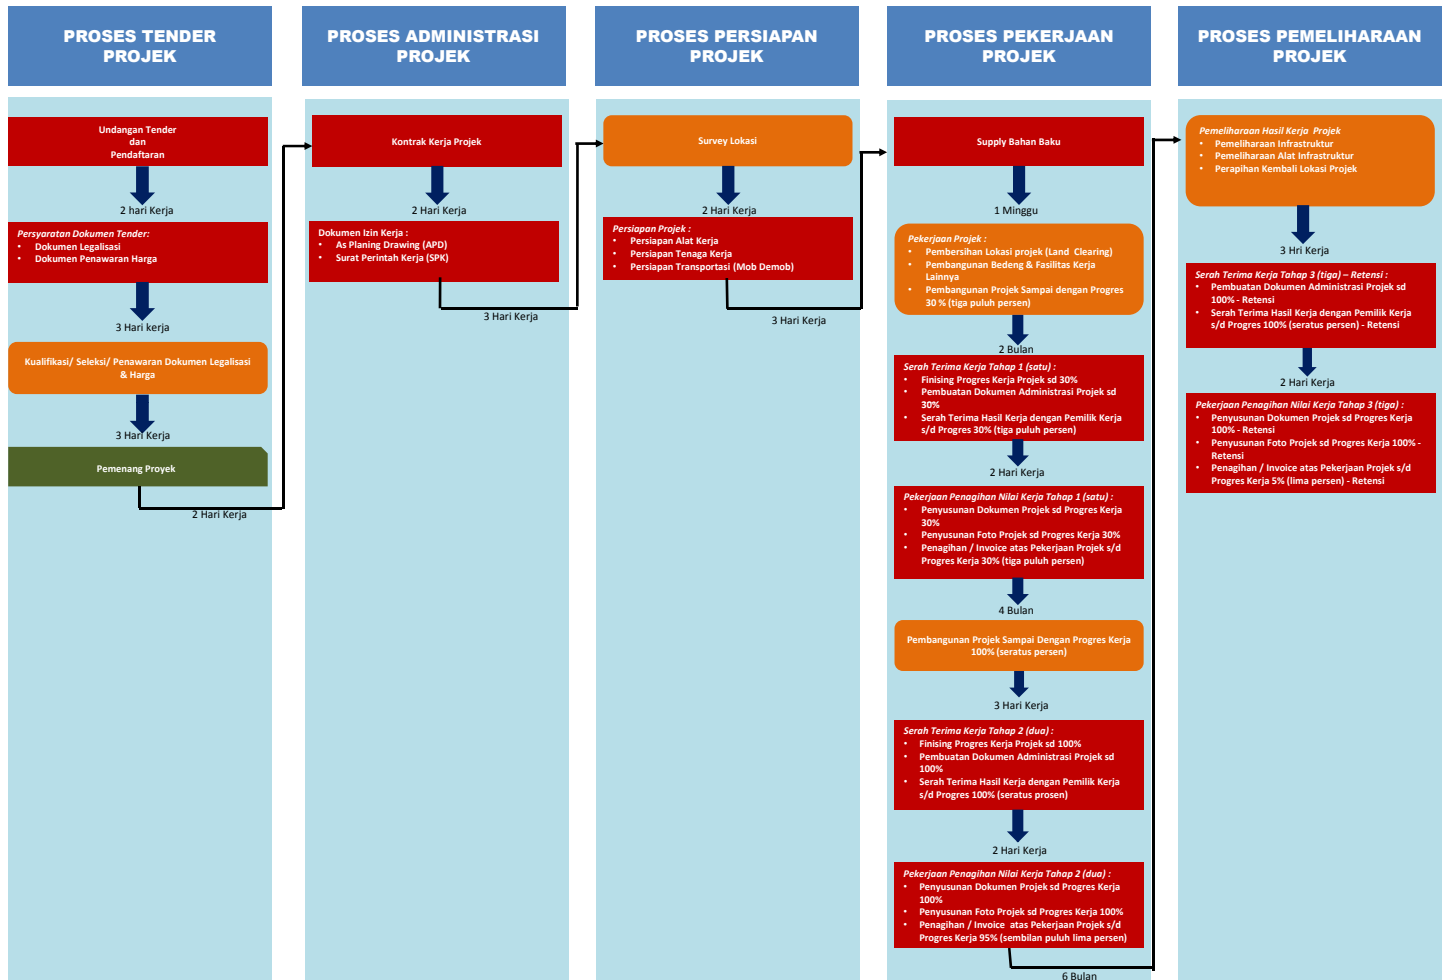 PROSES TENDER
PROJEK
PROSES ADMINISTRASI
PROJEK
PROSES PERSIAPAN
PROJEK
PROSES PEKERJAAN
PROJEK
PROSES PEMELIHARAAN
PROJEK
Undangan Tender
dan
Pendaftaran
2 hari Kerja
Persyaratan Dokumen Tender:
• Dokumen Legalisasi
• Dokumen Penawaran Harga
3 Hari kerja
Kualifikasi/ Seleksi/ Penawaran Dokumen Legalisasi
& Harga
3 Hari Kerja
Pemenang Proyek
2 Hari Kerja
Kontrak Kerja Projek
2 Hari Kerja
Dokumen Izin Kerja :
• As Planing Drawing (APD)
• Surat Perintah Kerja (SPK)
3 Hari Kerja
Survey Lokasi
2 Hari Kerja
Persiapan Projek :
• Persiapan Alat Kerja
• Persiapan Tenaga Kerja
• Persiapan Transportasi (Mob Demob)
3 Hari Kerja
Supply Bahan Baku
1 Minggu
Pekerjaan Projek :
• Pembersihan Lokasi projek (Land Clearing)
• Pembangunan Bedeng & Fasilitas Kerja
Lainnya
• Pembangunan Projek Sampai dengan Progres
30 % (tiga puluh persen)
2 Bulan
Serah Terima Kerja Tahap 1 (satu) :
• Finising Progres Kerja Projek sd 30%
• Pembuatan Dokumen Administrasi Projek sd
30%
• Serah Terima Hasil Kerja dengan Pemilik Kerja
s/d Progres 30% (tiga puluh persen)
2 Hari Kerja
Pekerjaan Penagihan Nilai Kerja Tahap 1 (satu) :
• Penyusunan Dokumen Projek sd Progres Kerja
30%
• Penyusunan Foto Projek sd Progres Kerja 30%
• Penagihan / Invoice atas Pekerjaan Projek s/d
Progres Kerja 30% (tiga puluh persen)
4 Bulan
Pembangunan Projek Sampai Dengan Progres Kerja
100% (seratus persen)
3 Hari Kerja
Serah Terima Kerja Tahap 2 (dua) :
• Finising Progres Kerja Projek sd 100%
• Pembuatan Dokumen Administrasi Projek sd
100%
• Serah Terima Hasil Kerja dengan Pemilik Kerja
s/d Progres 100% (seratus prosen)
2 Hari Kerja
Pekerjaan Penagihan Nilai Kerja Tahap 2 (dua) :
• Penyusunan Dokumen Projek sd Progres Kerja
100%
• Penyusunan Foto Projek sd Progres Kerja 100%
• Penagihan / Invoice atas Pekerjaan Projek s/d
Progres Kerja 95% (sembilan puluh lima persen)
6 Bulan
Pemeliharaan Hasil Kerja Projek
• Pemeliharaan Infrastruktur
• Pemeliharaan Alat Infrastruktur
• Perapihan Kembali Lokasi Projek
3 Hri Kerja
Serah Terima Kerja Tahap 3 (tiga) – Retensi :
• Pembuatan Dokumen Administrasi Projek sd
100% - Retensi
• Serah Terima Hasil Kerja dengan Pemilik Kerja
s/d Progres 100% (seratus persen) - Retensi
2 Hari Kerja
Pekerjaan Penagihan Nilai Kerja Tahap 3 (tiga) :
• Penyusunan Dokumen Projek sd Progres Kerja
100% - Retensi
• Penyusunan Foto Projek sd Progres Kerja 100% -
Retensi
• Penagihan / Invoice atas Pekerjaan Projek s/d
Progres Kerja 5% (lima persen) - Retensi